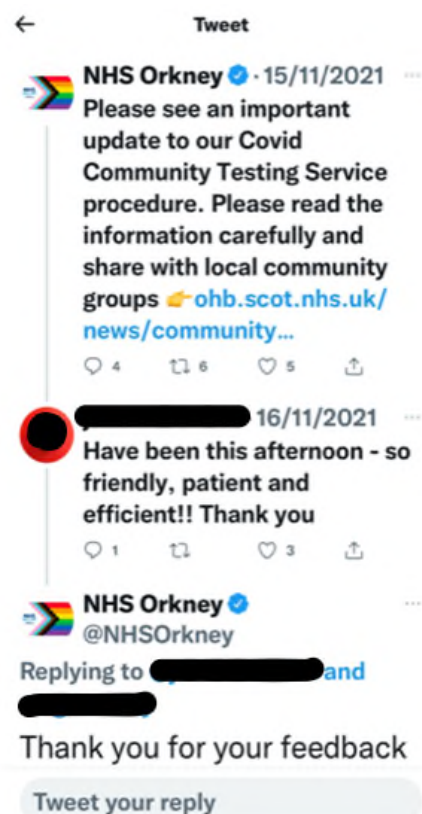 Tweet
NHS Orkney · 15/11/2021
Please see an important
update to our Covid
Community Testing Service
procedure. Please read the
information carefully and
share with local community
groups 👉ohb.scot.nhs.uk/
news/community...
4 6 5
16/11/2021
Have been this afternoon - so
friendly, patient and
efficient!! Thank you
1 3
NHS Orkney
@NHSOrkney
Replying to and
Thank you for your feedback
Tweet your reply